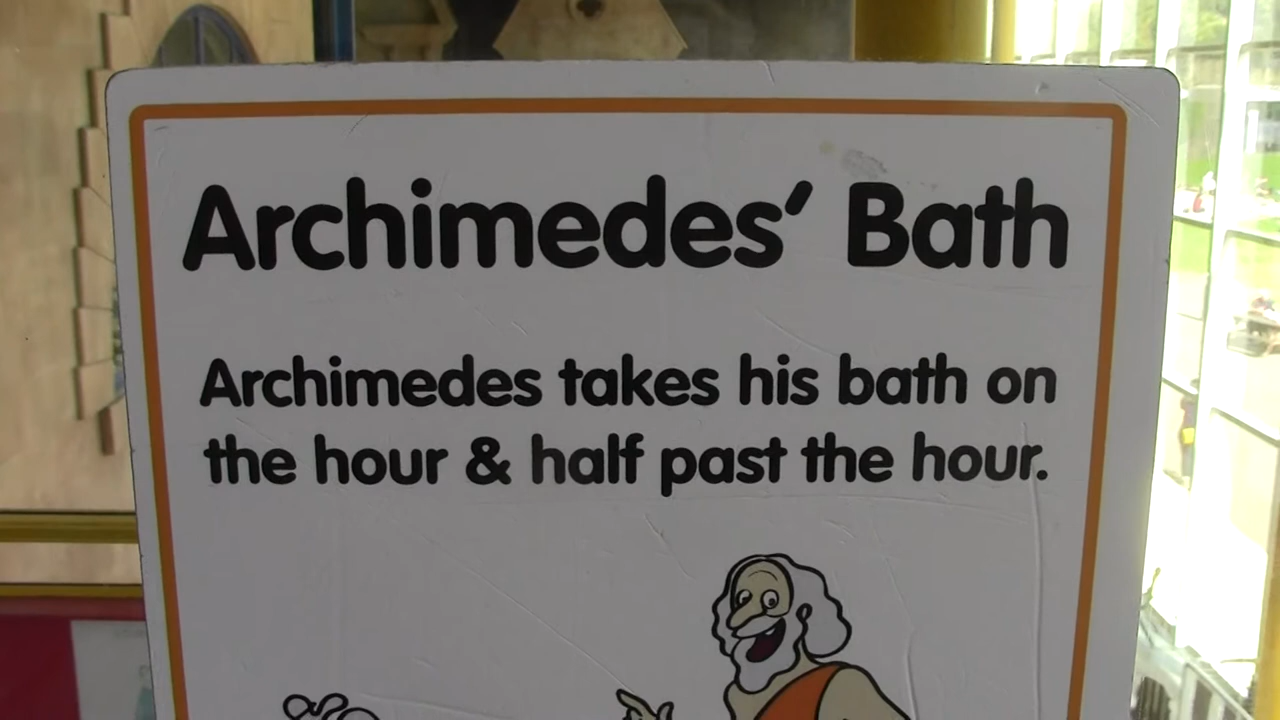 Archimedes' Bath
Archimedes takes his bath on
the hour & half past the hour.